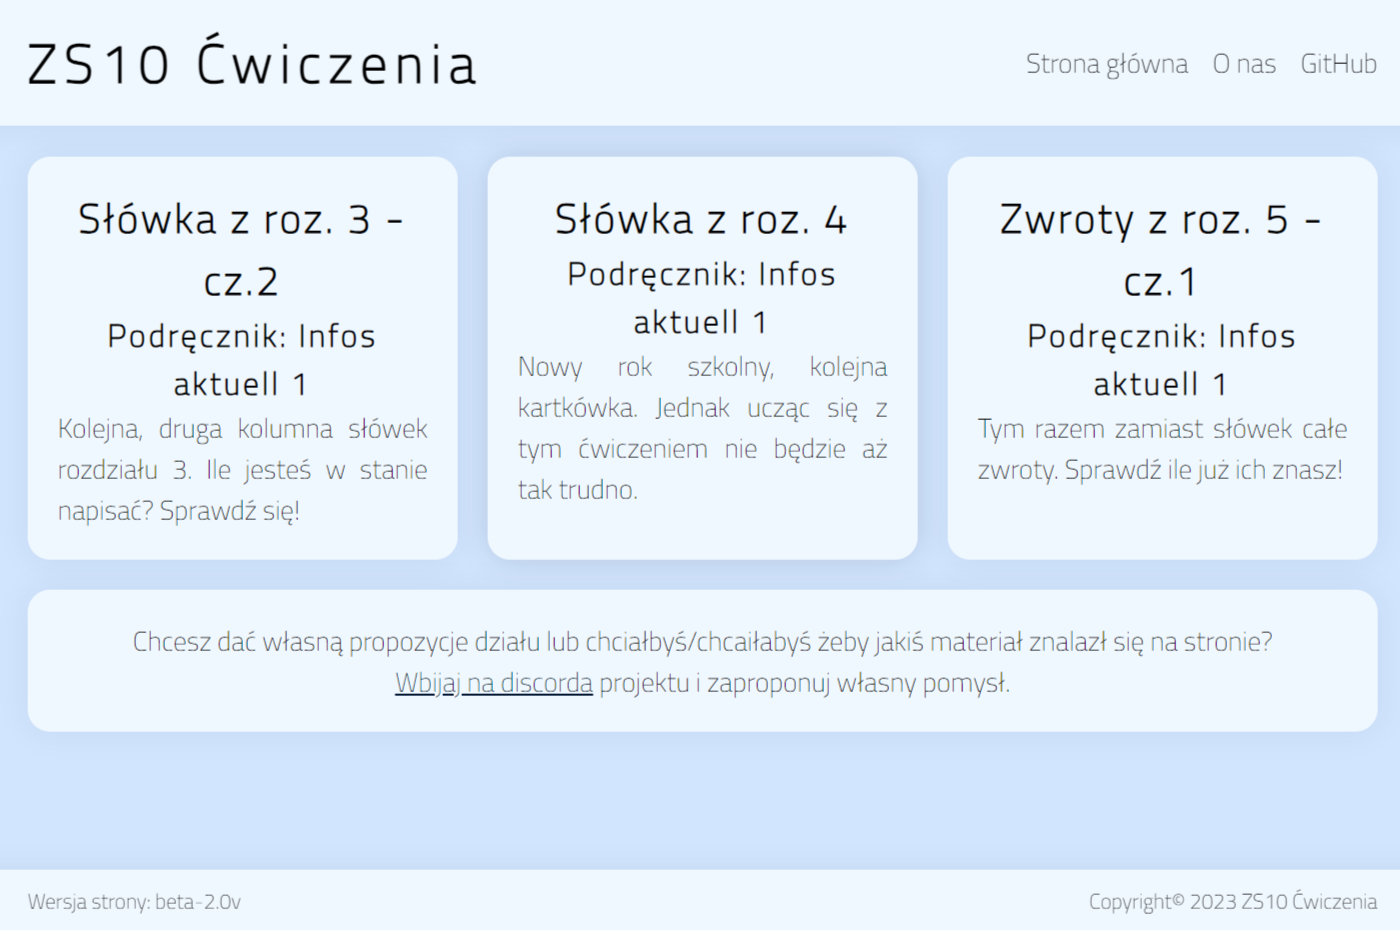 ZS10 Ćwiczenia
Strona główna O nas GitHub
Słówka z roz. 3 -
cz.2
Podręcznik: Infos
aktuell 1
Kolejna, druga kolumna słówek
rozdziału 3. Ile jesteś w stanie
napisać? Sprawdź się!
Słówka z roz. 4
Podręcznik: Infos
aktuell 1
Nowy rok szkolny, kolejna
kartkówka. Jednak ucząc się z
tym ćwiczeniem nie będzie aż
tak trudno.
Zwroty z roz. 5 -
cz.1
Podręcznik: Infos
aktuell 1
Tym razem zamiast słówek całe
zwroty. Sprawdź ile już ich znasz!
Chcesz dać własną propozycje działu lub chciałbyś/chcaiłabyś żeby jakiś materiał znalazł się na stronie?
Wbijaj na discorda projektu i zaproponuj własny pomysł.
Wersja strony: beta-2.0v
Copyright© 2023 ZS10 Ćwiczenia